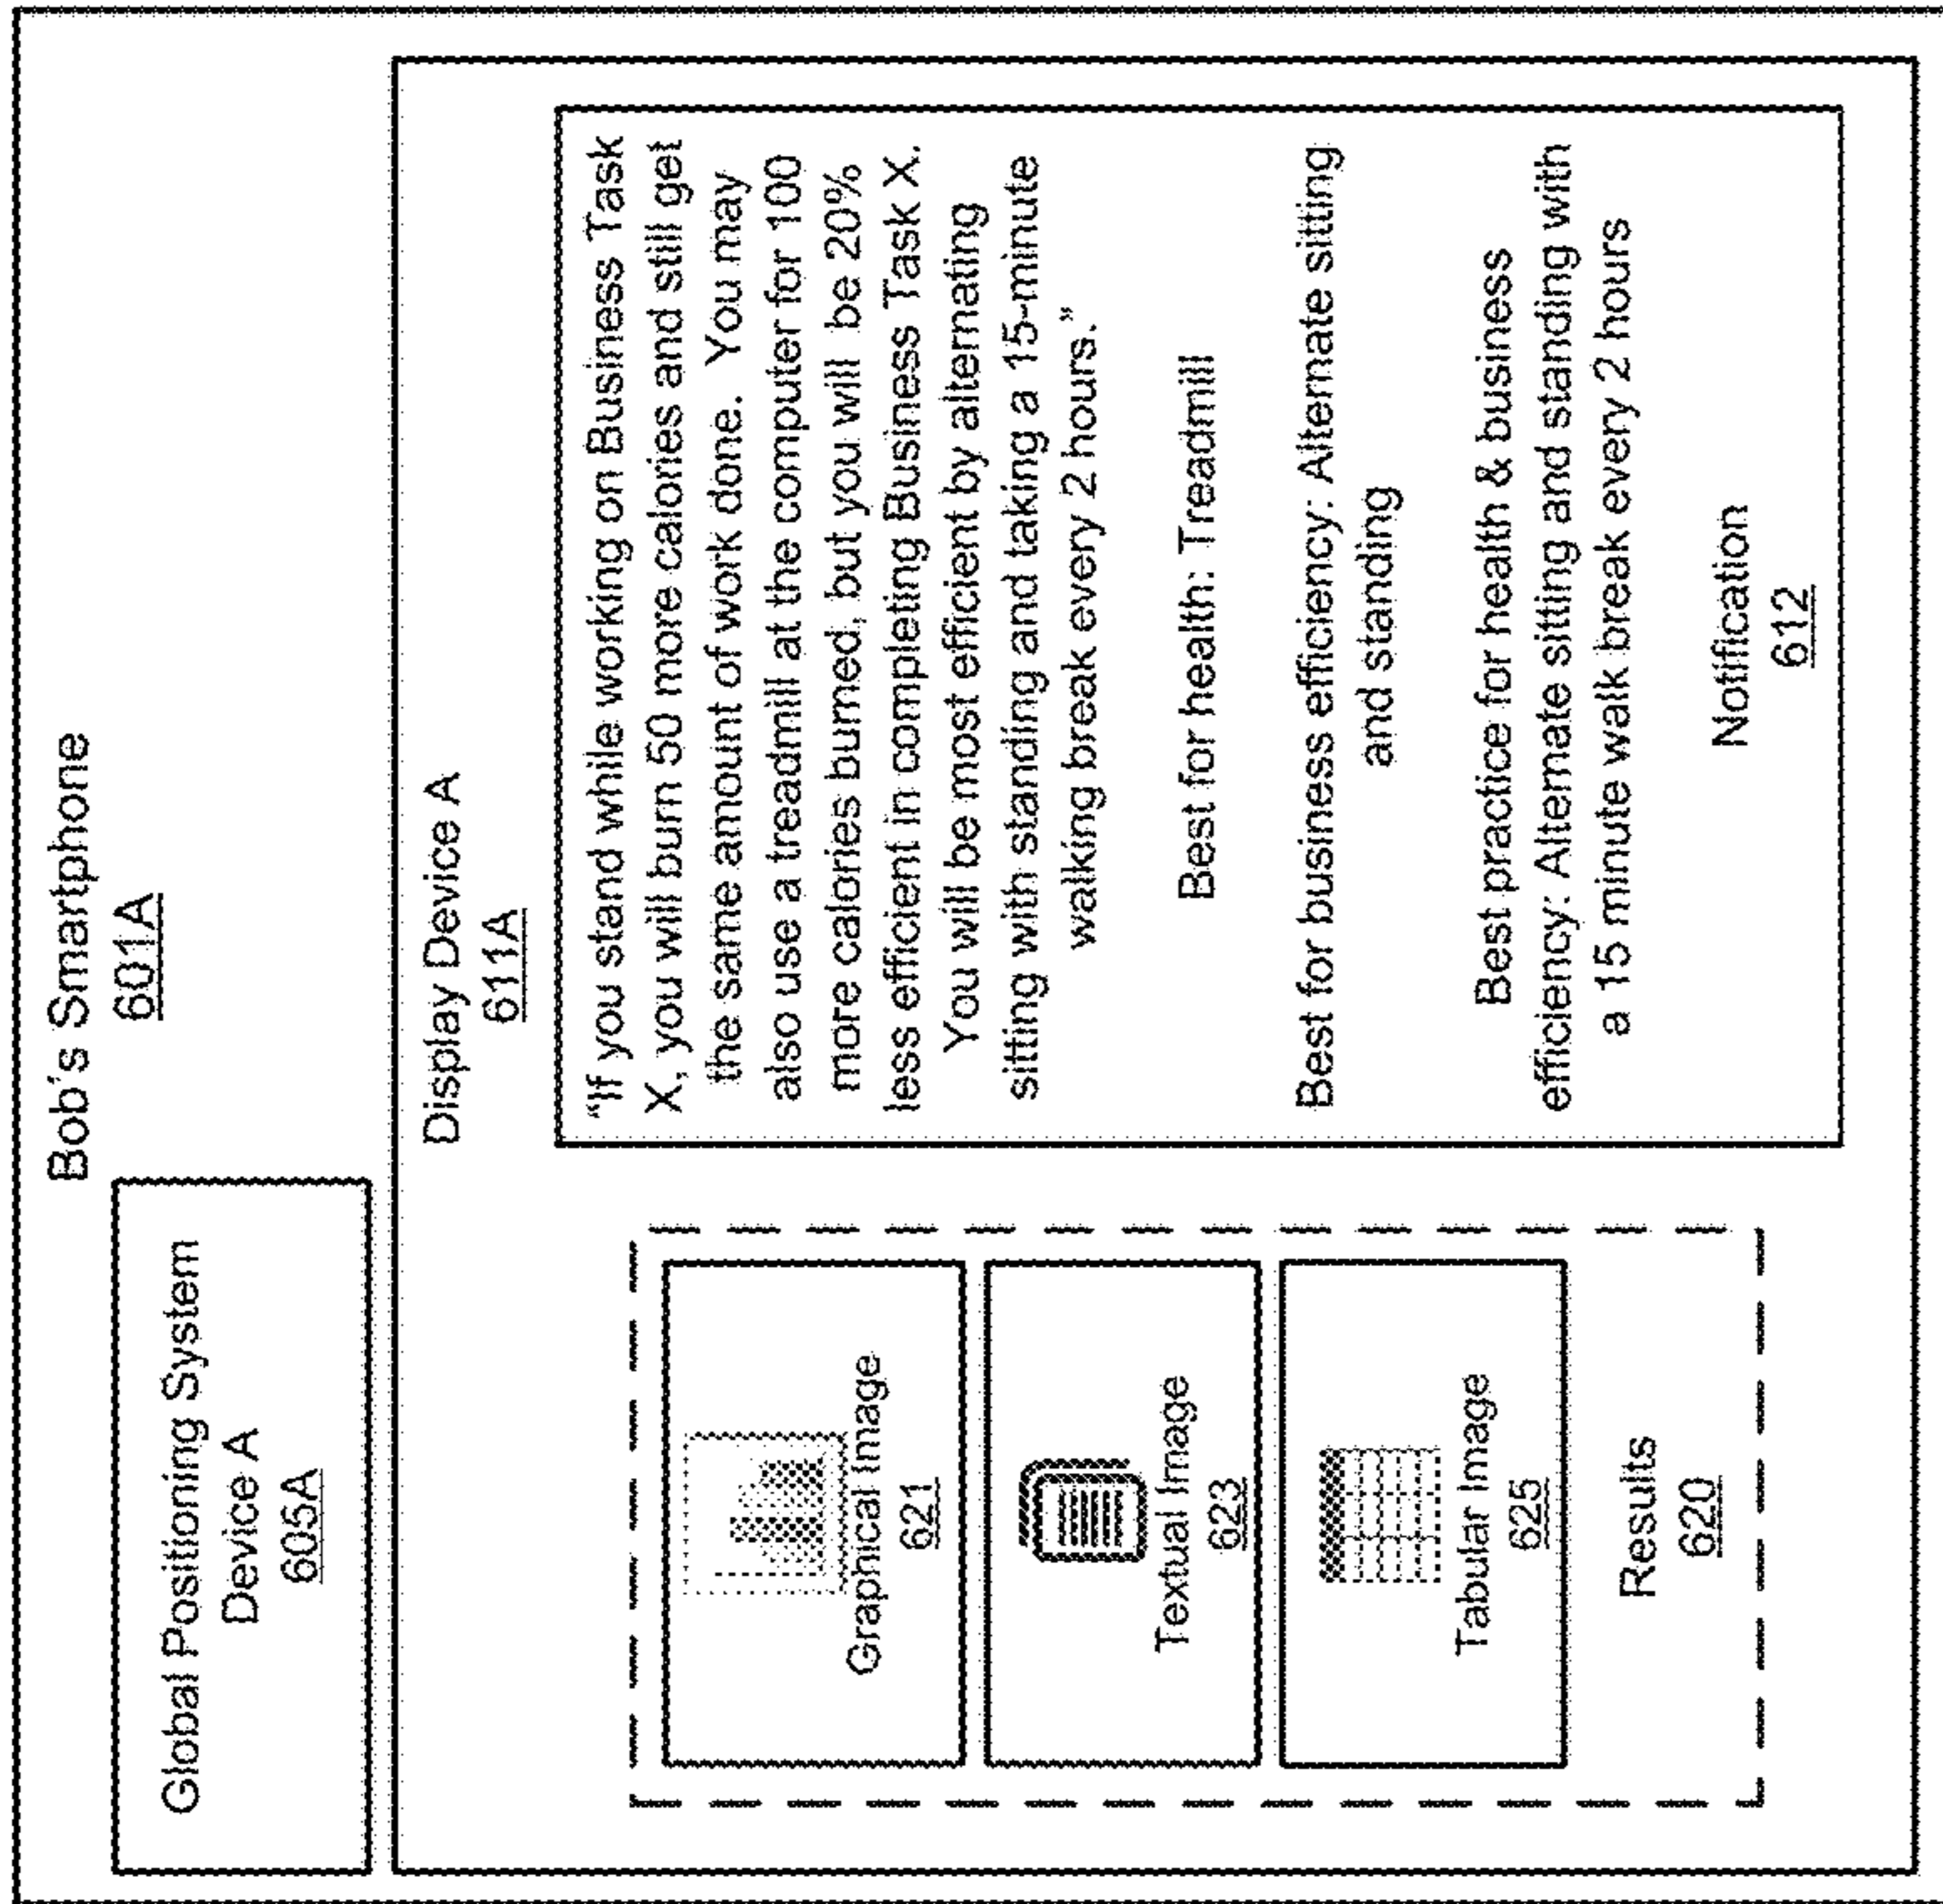 Bob's Smartphone
601A
Global Positioning System
Device A
605A
Display Device A
611A
Graphical Image
621
Textual Image
623
Tabular Image
625
Results
620
"If you stand while working on Business Task
X, you will burn 50 more calories and still get
the same amount of work done. You may
also use a treadmill at the computer for 100
more calories burned, but you will be 20%
less efficient in completing Business Task X.
You will be most efficient by alternating
sitting with standing and taking a 15-minute
walking break every 2 hours."
Best for health: Treadmill
Best for business efficiency: Alternate sitting
and standing
Best practice for health & business
efficiency: Alternate sitting and standing with
a 15 minute walk break every 2 hours
Notification
612